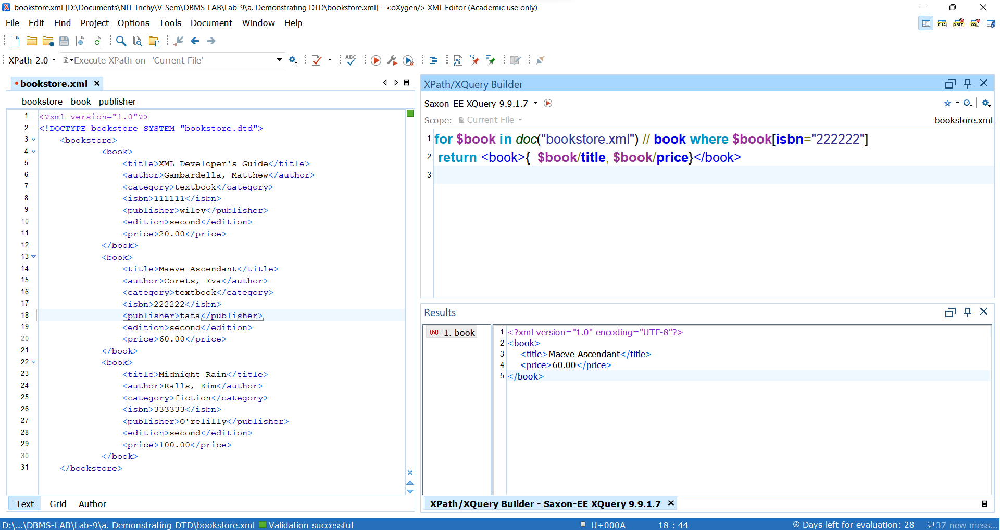 bookstore.xml [D:\Documents\NIT Trichy\V-Sem\DBMS-LAB\Lab-9\a. Demonstrating DTD\bookstore.xml] - <oXygen/> XML Editor (Academic use only)
File Edit Find Project Options Tools Document Window Help
DITA XSLT XQ
XPath 2.0 Execute XPath on 'Current File' ABC
bookstore.xml
bookstore book publisher
1 <?xml version="1.0"?>
2 <!DOCTYPE bookstore SYSTEM "bookstore.dtd">
3 <bookstore>
4 <book>
5 <title>XML Developer's Guide</title>
6 <author>Gambardella, Matthew</author>
7 <category>textbook</category>
8 <isbn>111111</isbn>
9 <publisher>wiley</publisher>
10 <edition>second</edition>
11 <price>20.00</price>
12 </book>
13 <book>
14 <title>Maeve Ascendant</title>
15 <author>Corets, Eva</author>
16 <category>textbook</category>
17 <isbn>222222</isbn>
18 <publisher>tata</publisher>
19 <edition>second</edition>
20 <price>60.00</price>
21 </book>
22 <book>
23 <title>Midnight Rain</title>
24 <author>Ralls, Kim</author>
25 <category>fiction</category>
26 <isbn>333333</isbn>
27 <publisher>O'relilly</publisher>
28 <edition>second</edition>
29 <price>100.00</price>
30 </book>
31 </bookstore>
Text Grid Author
XPath/XQuery Builder
Saxon-EE XQuery 9.9.1.7
Scope: Current File bookstore.xml
1 for $book in doc("bookstore.xml") // book where $book[isbn="222222"]
2 return <book>{ $book/title, $book/price}</book>
3
Results
{N} 1. book
1 <?xml version="1.0" encoding="UTF-8"?>
2 <book>
3 <title>Maeve Ascendant</title>
4 <price>60.00</price>
5 </book>
XPath/XQuery Builder - Saxon-EE XQuery 9.9.1.7
D:\...\DBMS-LAB\Lab-9\a. Demonstrating DTD\bookstore.xml Validation successful U+000A 18 : 44 Days left for evaluation: 28 37 new mess...